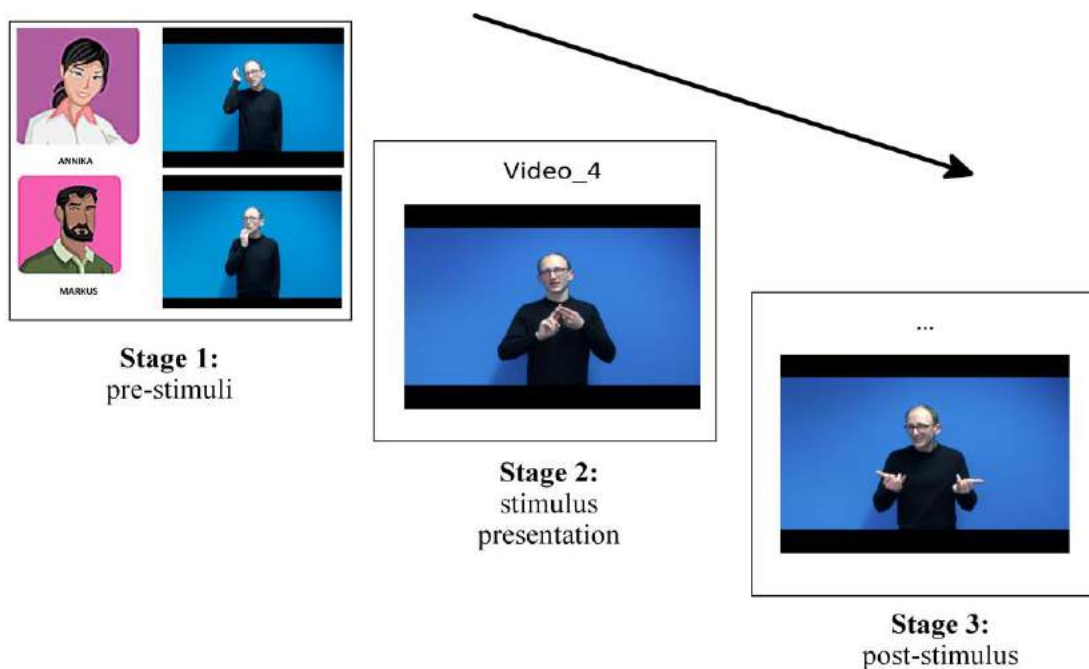 ANNIKA
MARKUS
Stage 1:
pre-stimuli
Video_4
Stage 2:
stimulus
presentation
...
Stage 3:
post-stimulus